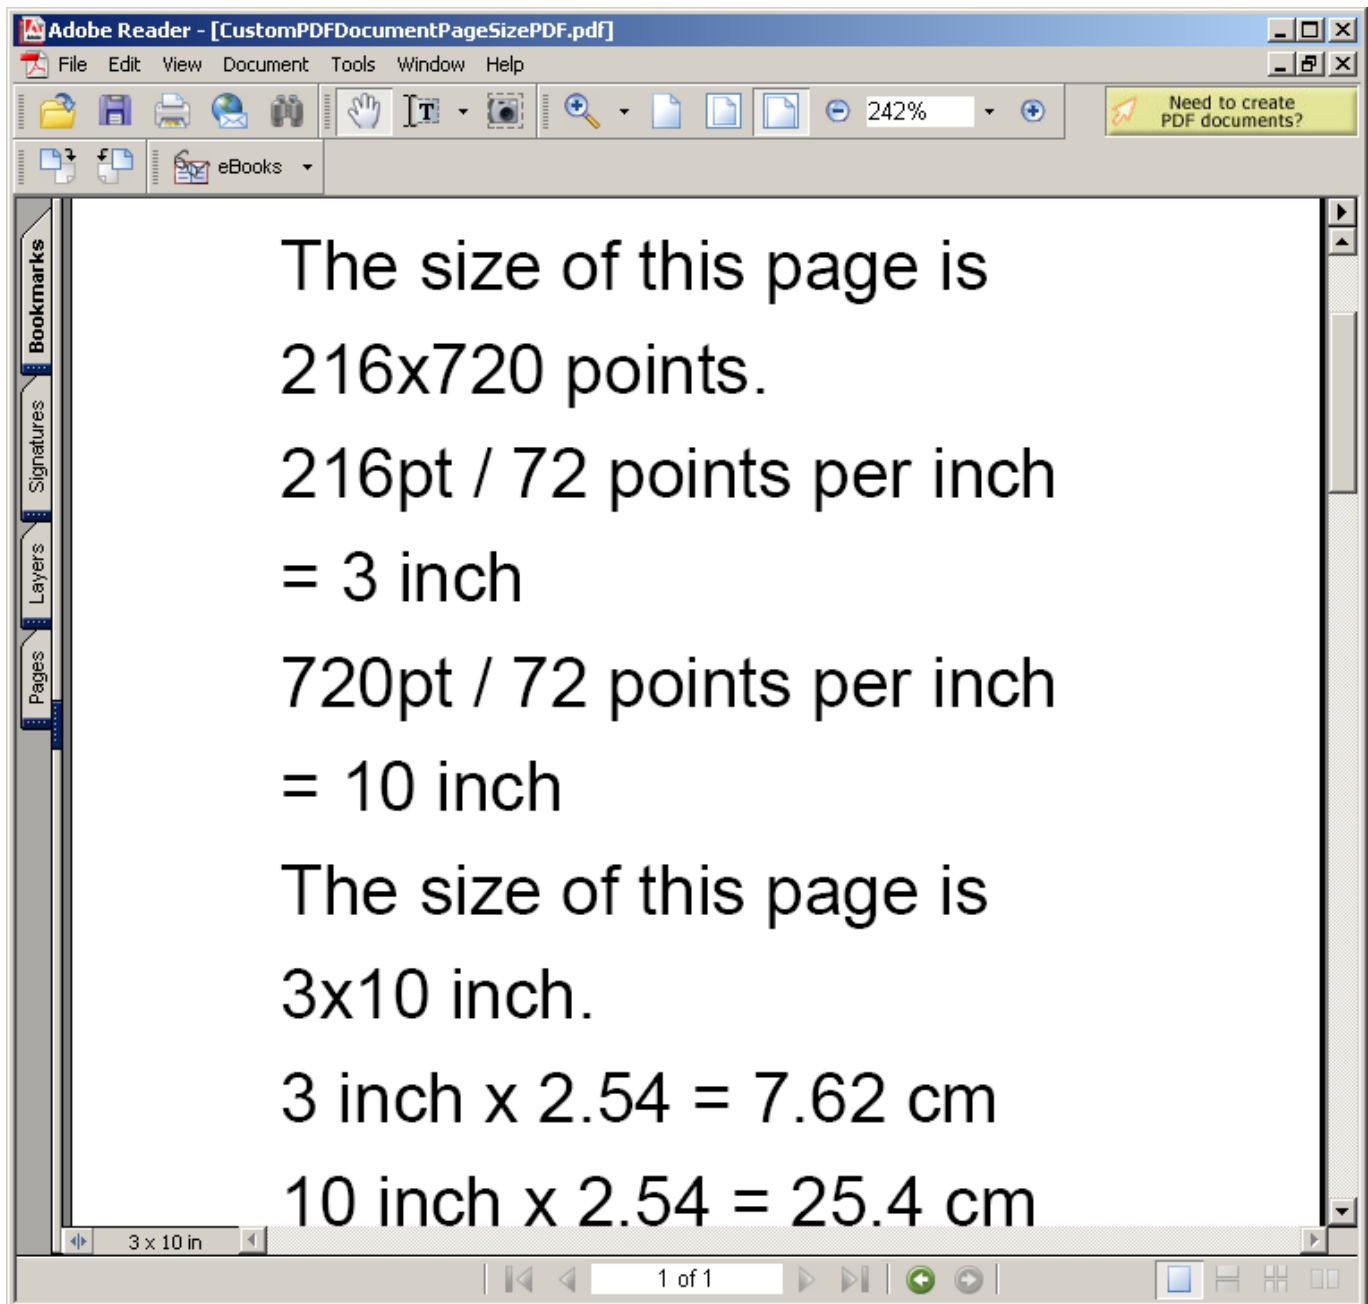 Adobe Reader - [CustomPDFDocumentPageSizePDF.pdf]
File Edit View Document Tools Window Help
242%
Need to create
PDF documents?
eBooks
Bookmarks
Signatures
Layers
Pages
The size of this page is
216x720 points.
216pt / 72 points per inch
= 3 inch
720pt / 72 points per inch
= 10 inch
The size of this page is
3x10 inch.
3 inch x 2.54 = 7.62 cm
10 inch x 2.54 = 25.4 cm
3 x 10 in
1 of 1